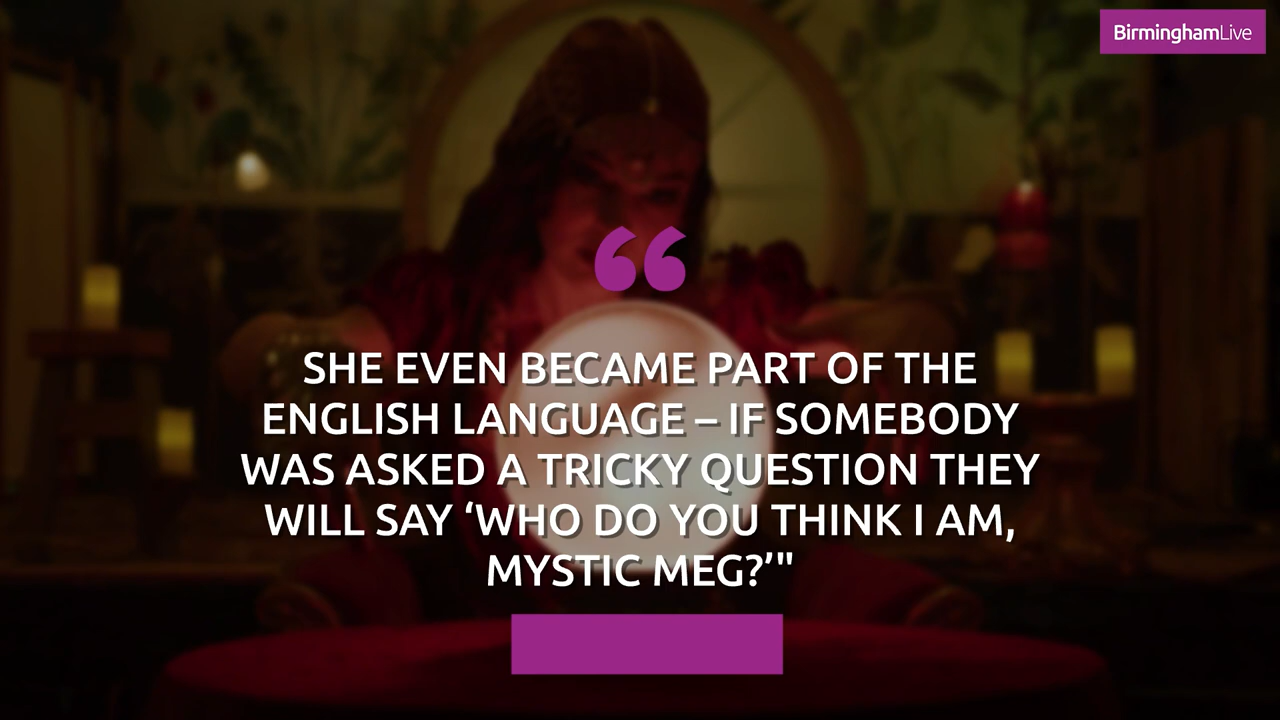 BirminghamLive
“
SHE EVEN BECAME PART OF THE
ENGLISH LANGUAGE – IF SOMEBODY
WAS ASKED A TRICKY QUESTION THEY
WILL SAY ‘WHO DO YOU THINK I AM,
MYSTIC MEG?’"